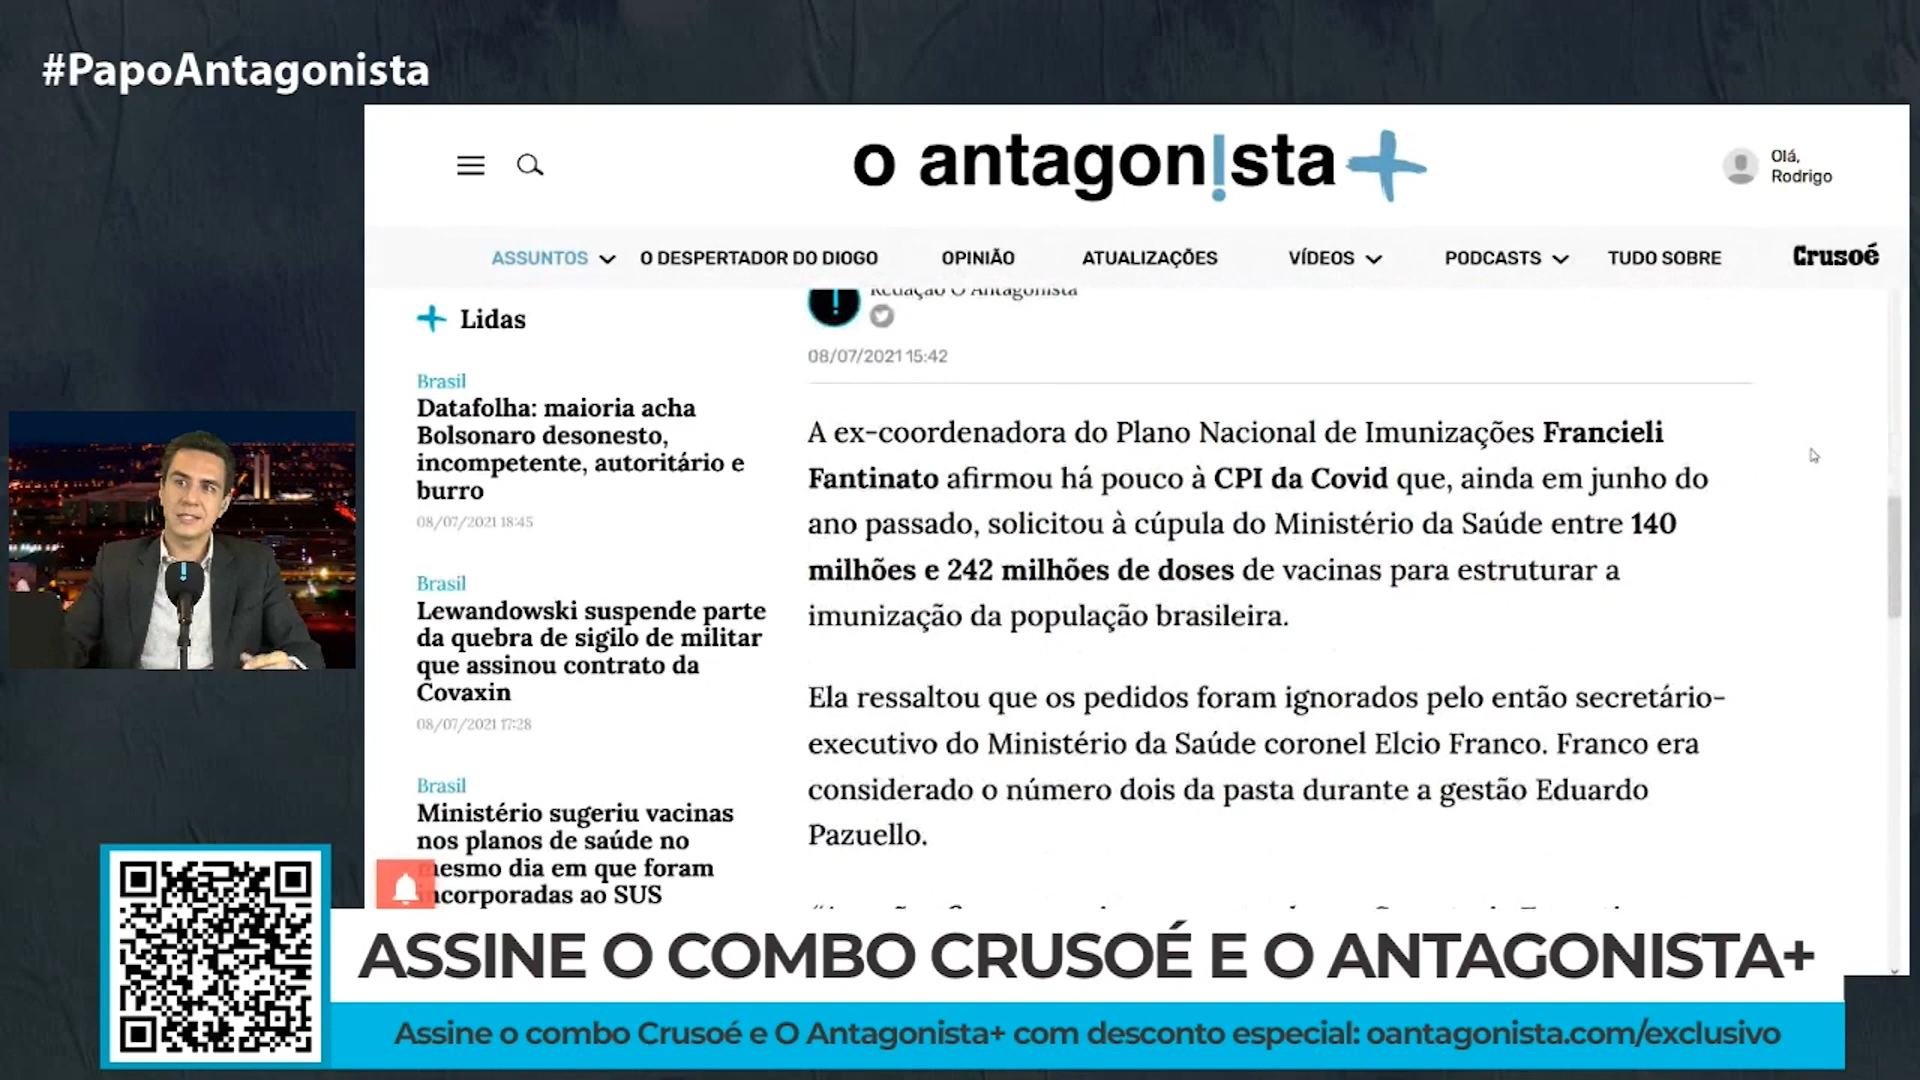 #PapoAntagonista
o antagon!sta+
Olá,
Rodrigo
ASSUNTOS
O DESPERTADOR DO DIOGO
OPINIÃO
ATUALIZAÇÕES
VÍDEOS
PODCASTS
TUDO SOBRE
Crusoé
+ Lidas
Brasil
Datafolha: maioria acha
Bolsonaro desonesto,
incompetente, autoritário e
burro
08/07/2021 18:45
Brasil
Lewandowski suspende parte
da quebra de sigilo de militar
que assinou contrato da
Covaxin
08/07/2021 17:28
Brasil
Ministério sugeriu vacinas
nos planos de saúde no
mesmo dia em que foram
incorporadas ao SUS
Redação O Antagonista
08/07/2021 15:42
A ex-coordenadora do Plano Nacional de Imunizações Francieli
Fantinato afirmou há pouco à CPI da Covid que, ainda em junho do
ano passado, solicitou à cúpula do Ministério da Saúde entre 140
milhões e 242 milhões de doses de vacinas para estruturar a
imunização da população brasileira.
Ela ressaltou que os pedidos foram ignorados pelo então secretário-
executivo do Ministério da Saúde coronel Elcio Franco. Franco era
considerado o número dois da pasta durante a gestão Eduardo
Pazuello.
ASSINE O COMBO CRUSOÉ E O ANTAGONISTA+
Assine o combo Crusoé e O Antagonista+ com desconto especial: oantagonista.com/exclusivo